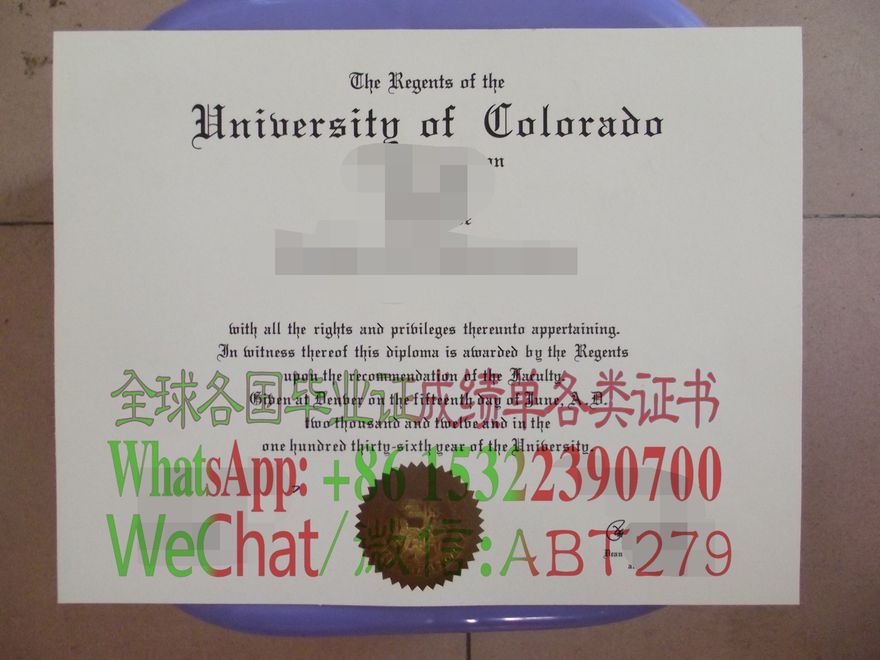 The Regents of the
University of Colorado
with all the rights and privileges thereunto appertaining.
In witness thereof this diploma is awarded by the Regents
upon the recommendation of the Faculty.
全球各国毕业证成绩单各类证书
Given at Denver on the fifteenth day of June, A.D.
two thousand and twelve and in the
one hundred thirty-sixth year of the University.
WhatsApp: +86 15322390700
WeChat/微信:ABT279
Dean